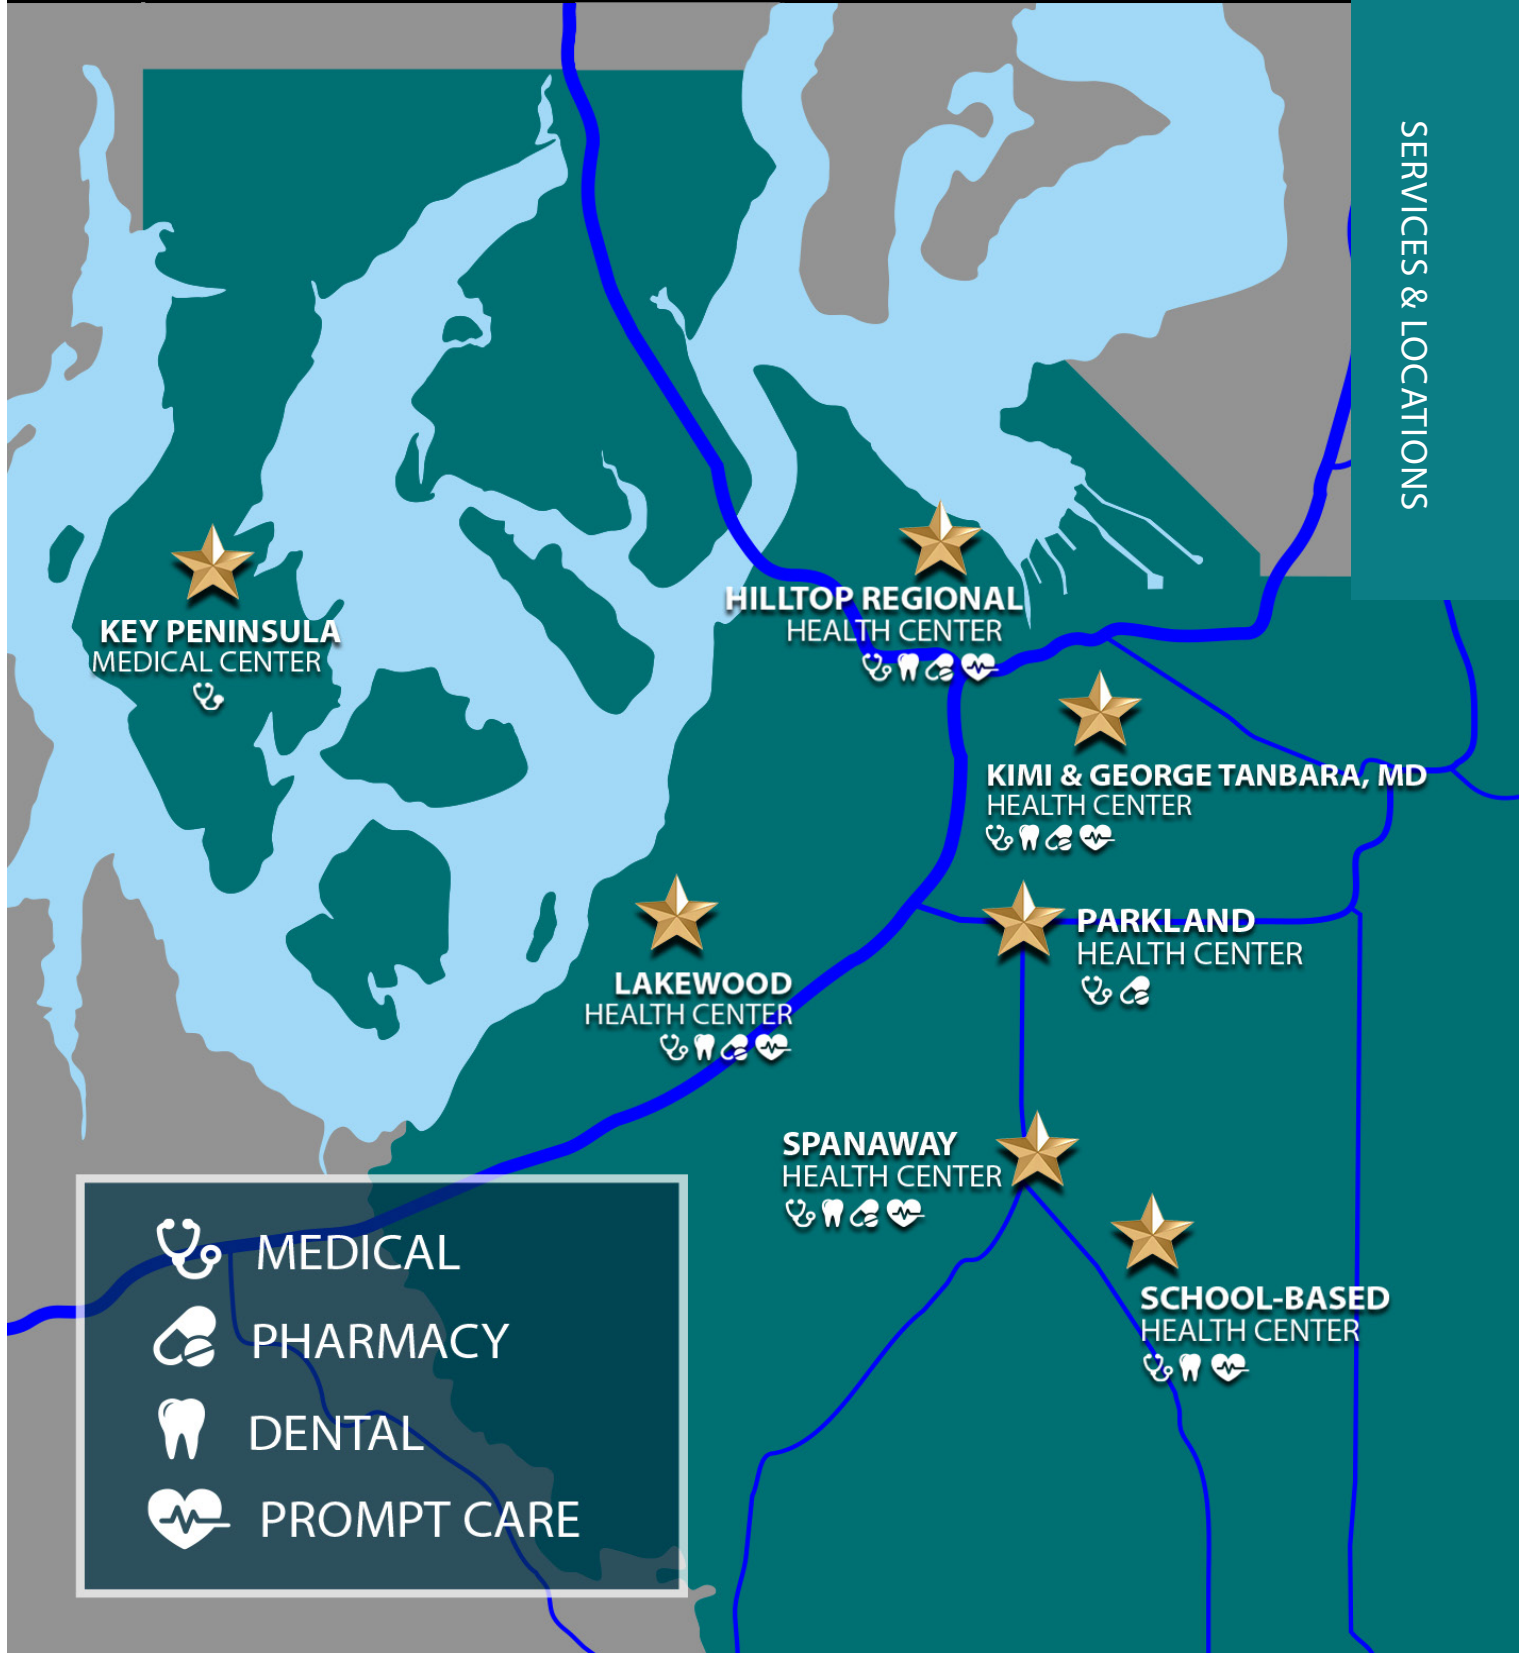 SERVICES & LOCATIONS
HILLTOP REGIONAL
HEALTH CENTER
KEY PENINSULA
MEDICAL CENTER
KIMI & GEORGE TANBARA, MD
HEALTH CENTER
PARKLAND
HEALTH CENTER
LAKEWOOD
HEALTH CENTER
SPANAWAY
HEALTH CENTER
SCHOOL-BASED
HEALTH CENTER
MEDICAL
PHARMACY
DENTAL
PROMPT CARE